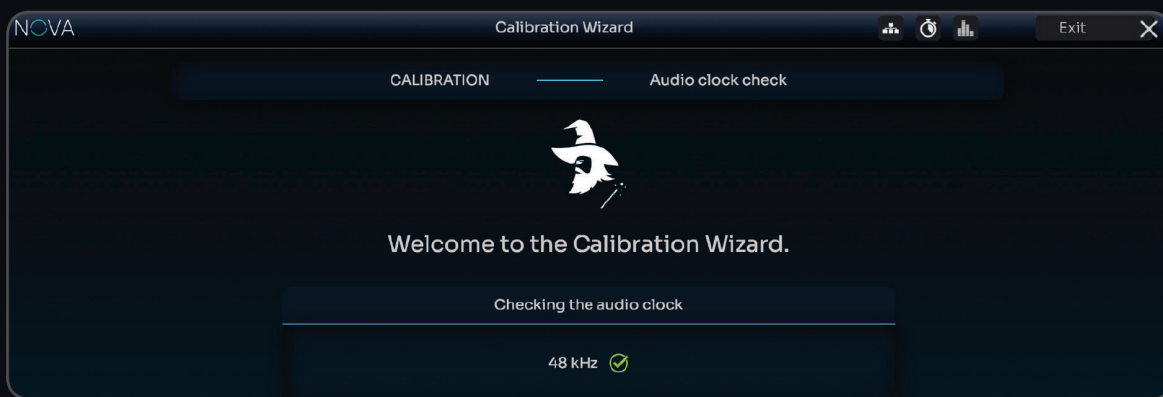 NOVA
Calibration Wizard
Exit
CALIBRATION
Audio clock check
Welcome to the Calibration Wizard.
Checking the audio clock
48 kHz